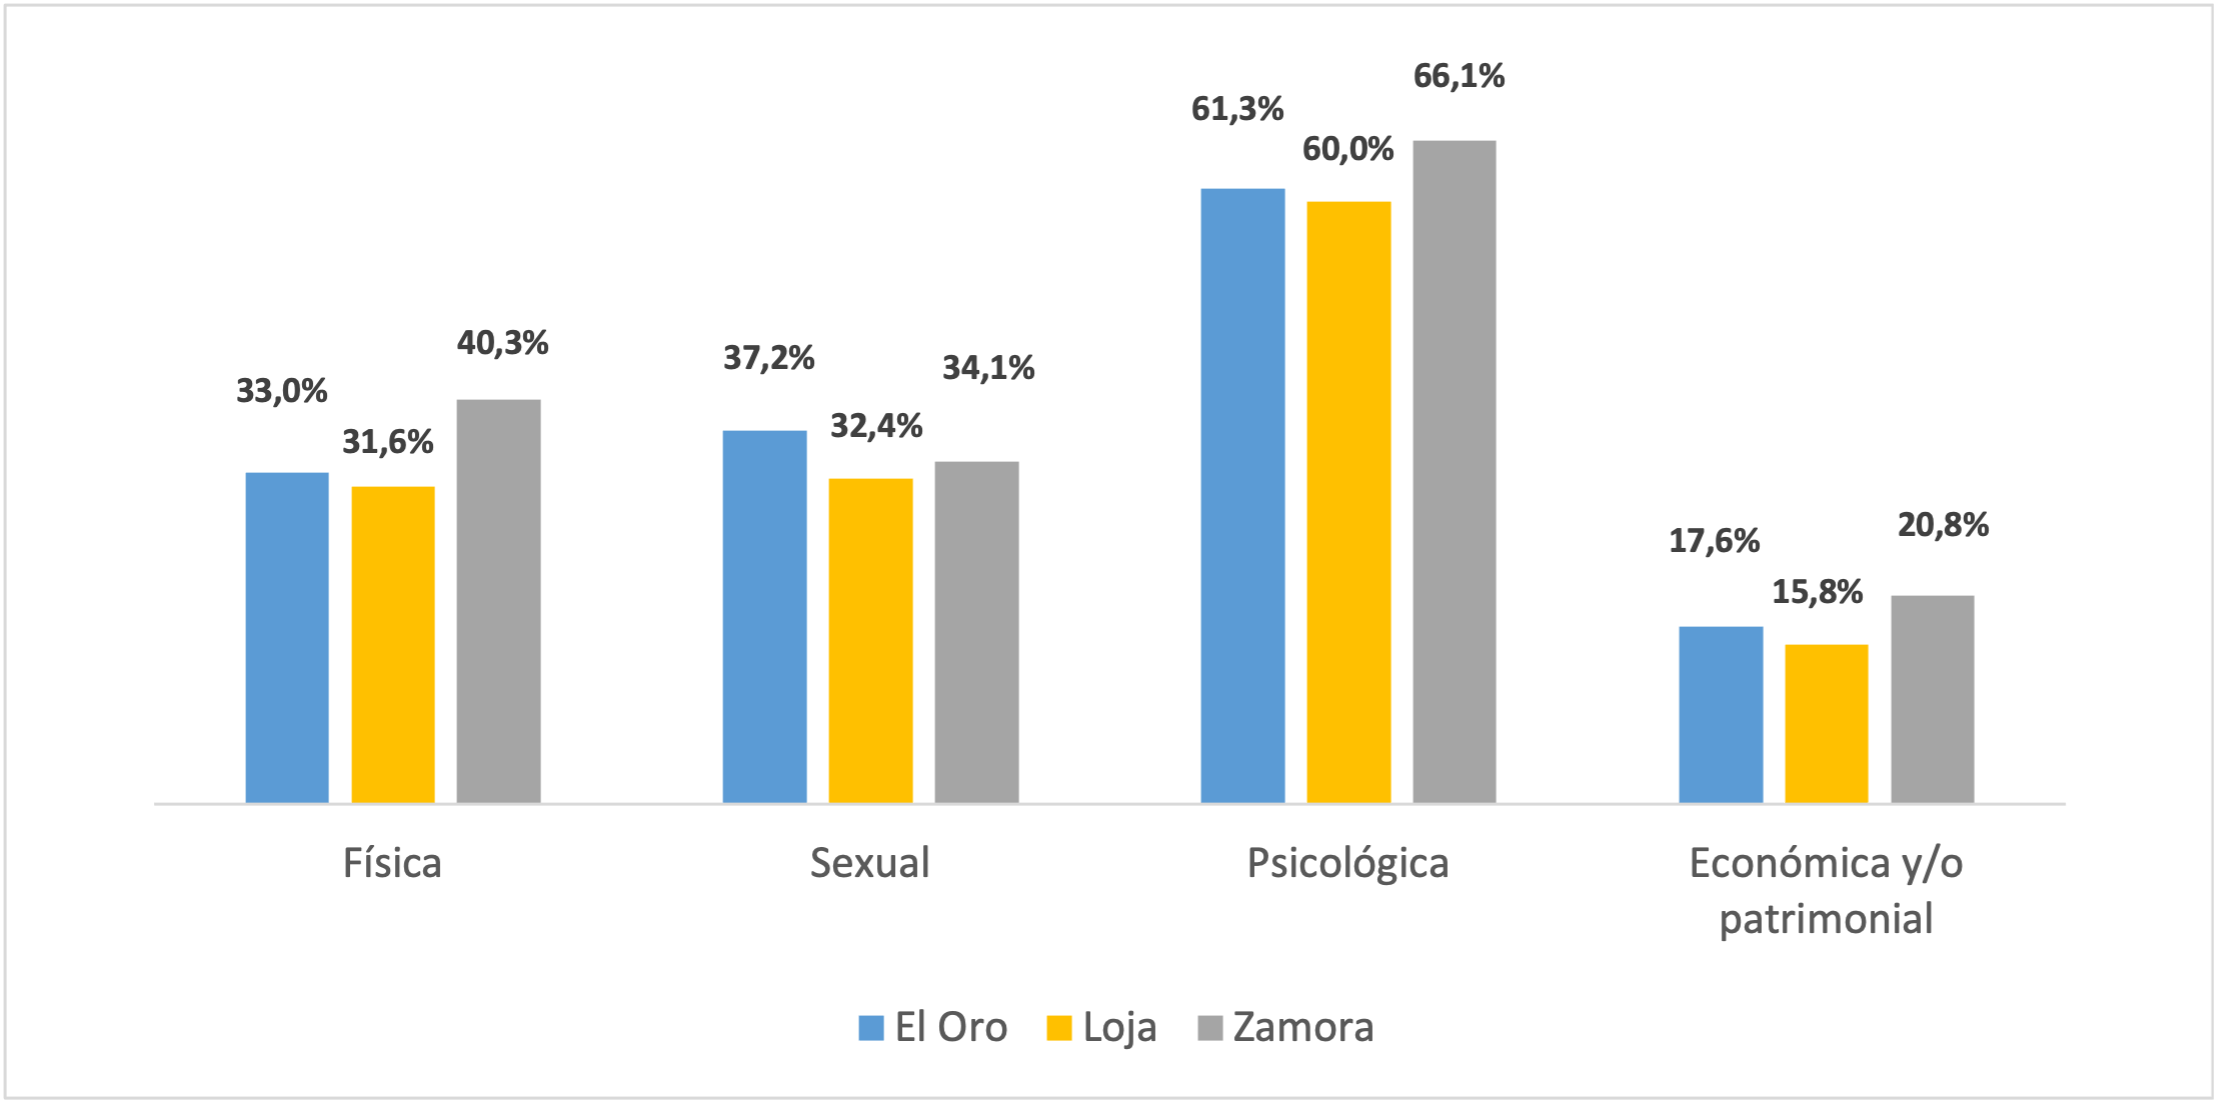 33,0%
31,6%
40,3%
37,2%
32,4%
34,1%
61,3%
60,0%
66,1%
17,6%
15,8%
20,8%
Física
Sexual
Psicológica
Económica y/o
patrimonial
El Oro
Loja
Zamora